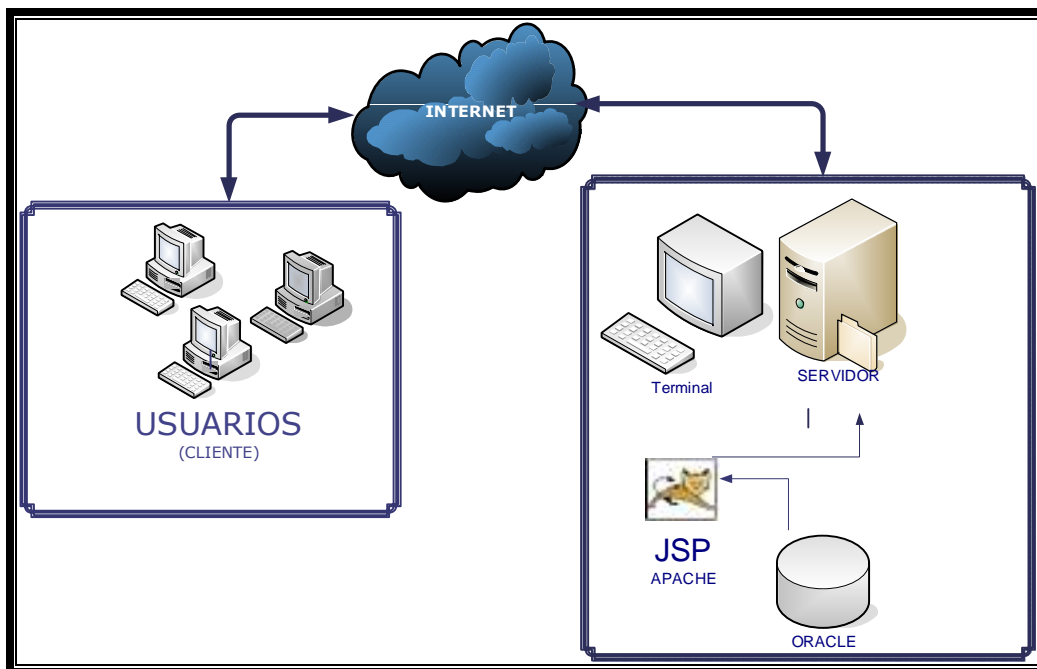 INTERNET
USUARIOS
(CLIENTE)
Terminal
SERVIDOR
JSP
APACHE
ORACLE